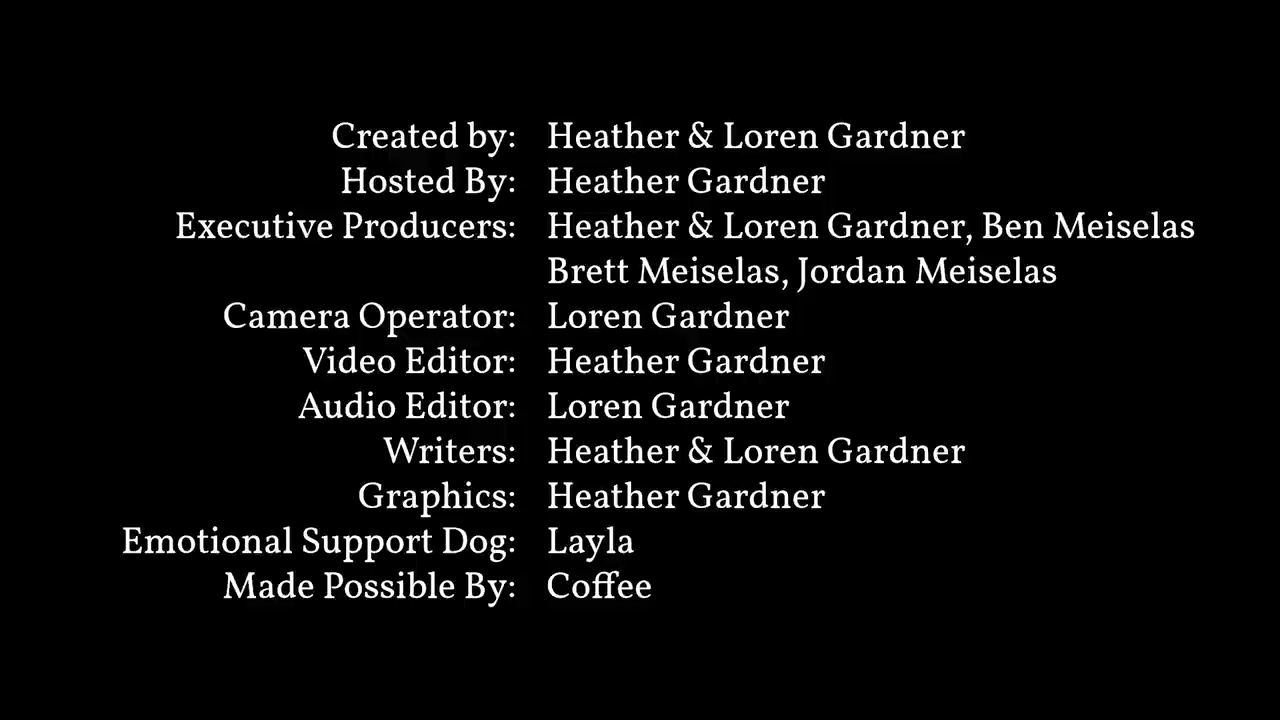 Created by: Heather & Loren Gardner
Hosted By: Heather Gardner
Executive Producers: Heather & Loren Gardner, Ben Meiselas
Brett Meiselas, Jordan Meiselas
Camera Operator: Loren Gardner
Video Editor: Heather Gardner
Audio Editor: Loren Gardner
Writers: Heather & Loren Gardner
Graphics: Heather Gardner
Emotional Support Dog: Layla
Made Possible By: Coffee